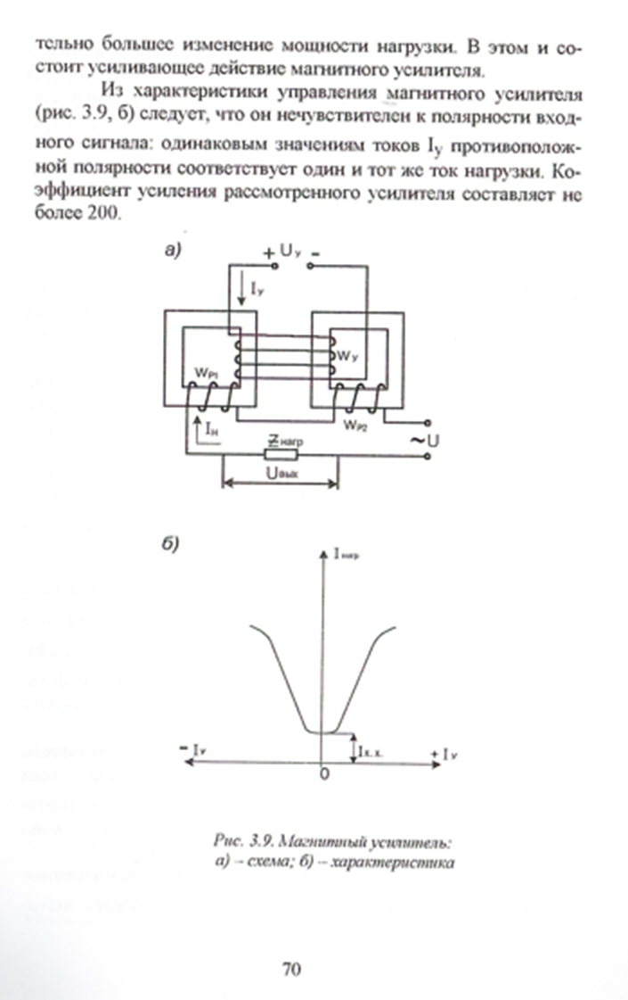 тельно большее изменение мощности нагрузки. В этом и со-
стоит усиливающее действие магнитного усилителя.
Из характеристики управления магнитного усилителя
(рис. 3.9, б) следует, что он нечувствителен к полярности вход-
ного сигнала: одинаковым значениям токов Iу противополож-
ной полярности соответствует один и тот же ток нагрузки. Ко-
эффициент усиления рассмотренного усилителя составляет не
более 200.
а)
+ Uу -
Iу
Wр1
Wу
Iн
Wр2
Zнагр
~U
Uвых
б)
Iнагр
- Iу
Iх.х.
+ Iу
0
Рис. 3.9. Магнитный усилитель:
а) – схема; б) – характеристика
70